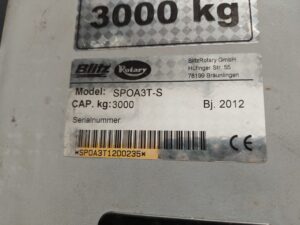 3000 kg
Blitz Rotary
BlitzRotary GmbH
Hüfinger Str. 55
78199 Bräunlingen
Model: SPOA3T-S
CAP. kg:3000 Bj. 2012
Serialnummer:
*SPOA3T1200235*
CE